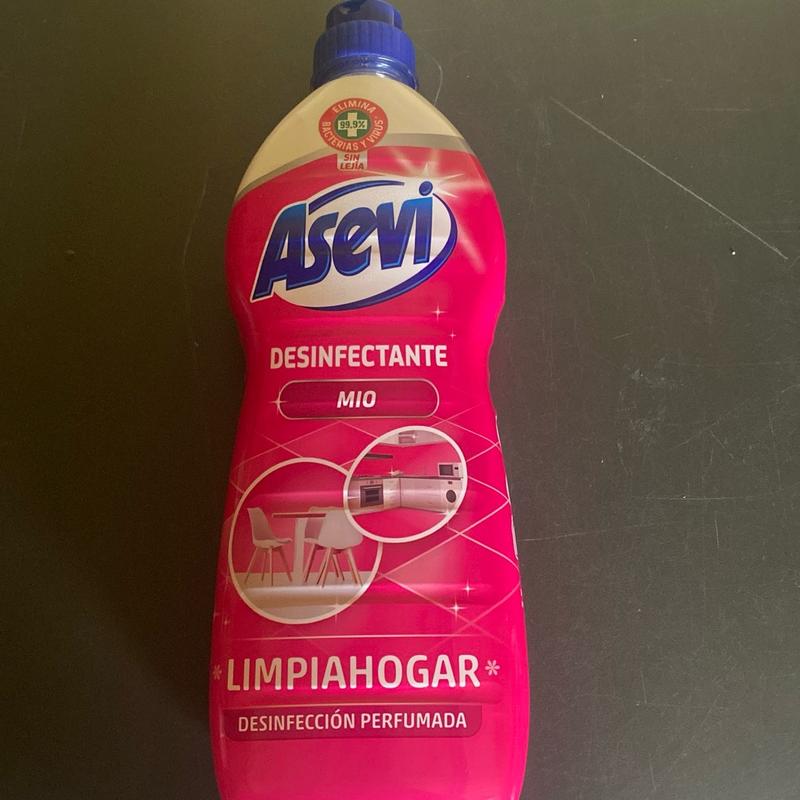 ELIMINA
99,9%
BACTERIAS Y VIRUS
SIN
LEJÍA
Asevi
DESINFECTANTE
MIO
*LIMPIAHOGAR*
DESINFECCIÓN PERFUMADA